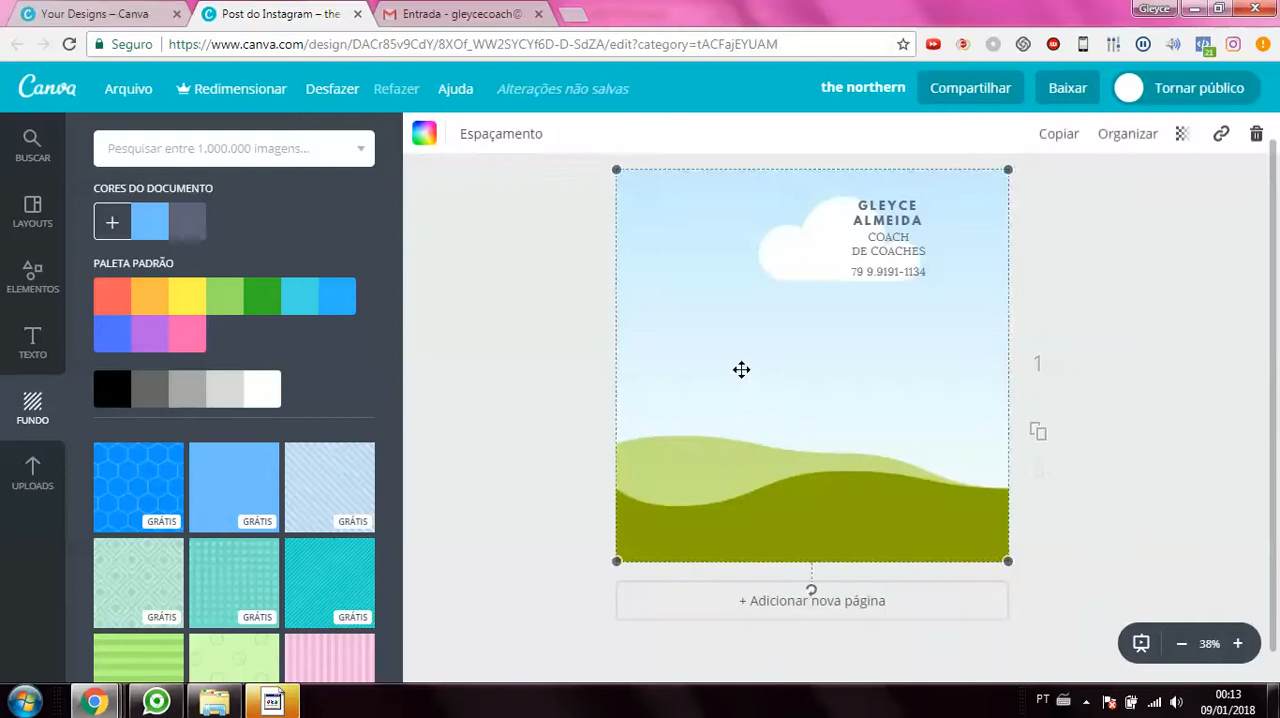 Gleyce
Your Designs – Canva
Post do Instagram – the
Entrada - gleycecoach@
Seguro
https://www.canva.com/design/DACr85v9CdY/8XOf_WW2SYCYf6D-D-SdZA/edit?category=tACFajEYUAM
21
Canva
Arquivo
Redimensionar
Desfazer
Refazer
Ajuda
Alterações não salvas
the northern
Compartilhar
Baixar
Tornar público
BUSCAR
LAYOUTS
ELEMENTOS
TEXTO
FUNDO
UPLOADS
Pesquisar entre 1.000.000 imagens...
CORES DO DOCUMENTO
+
PALETA PADRÃO
GRÁTIS
GRÁTIS
GRÁTIS
GRÁTIS
GRÁTIS
GRÁTIS
Espaçamento
Copiar
Organizar
GLEYCE
ALMEIDA
COACH
DE COACHES
79 9.9191-1134
1
+ Adicionar nova página
38%
PT
00:13
09/01/2018